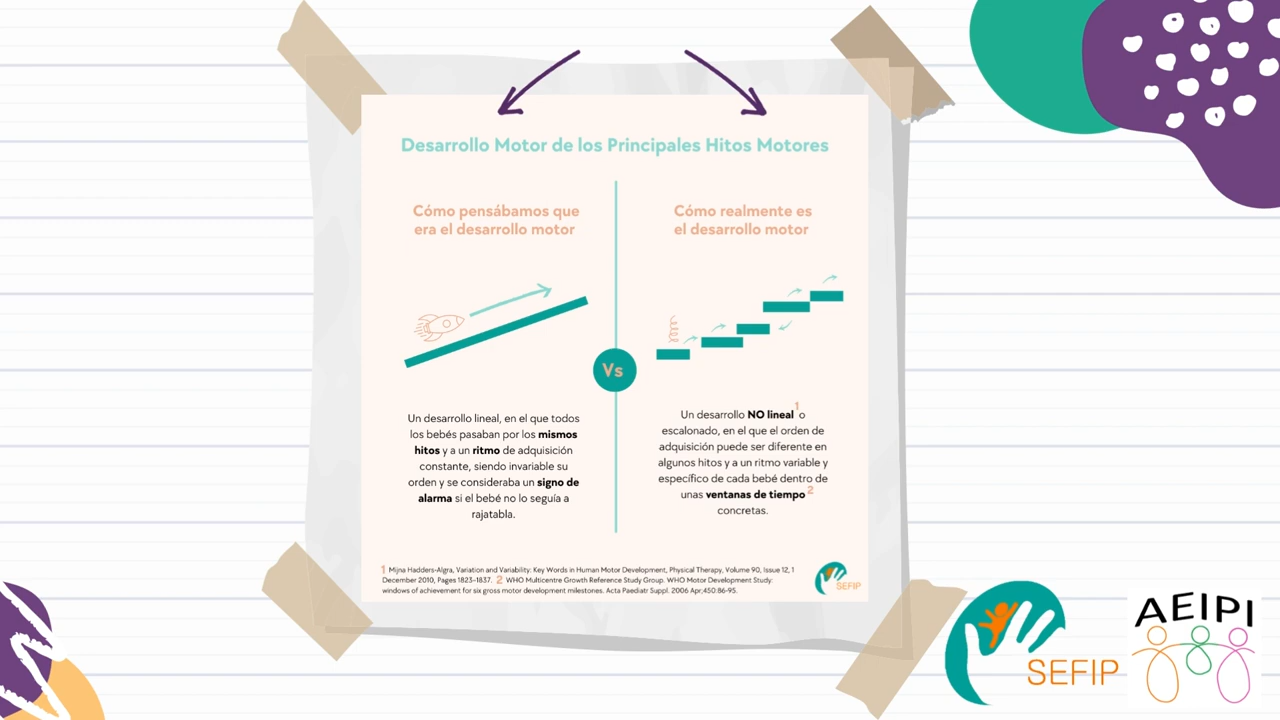 Desarrollo Motor de los Principales Hitos Motores
Cómo pensábamos que
era el desarrollo motor
Un desarrollo lineal, en el que todos
los bebés pasaban por los mismos
hitos y a un ritmo de adquisición
constante, siendo invariable su
orden y se consideraba un signo de
alarma si el bebé no lo seguía a
rajatabla.
Vs
Cómo realmente es
el desarrollo motor
Un desarrollo NO lineal 1 o
escalonado, en el que el orden de
adquisición puede ser diferente en
algunos hitos y a un ritmo variable y
específico de cada bebé dentro de
unas ventanas de tiempo 2
concretas.
1 Mijna Hadders-Algra, Variation and Variability: Key Words in Human Motor Development, Physical Therapy, Volume 90, Issue 12, 1
December 2010, Pages 1823–1837. 2 WHO Multicentre Growth Reference Study Group. WHO Motor Development Study:
windows of achievement for six gross motor development milestones. Acta Paediatr Suppl. 2006 Apr;450:86-95.
SEFIP
SEFIP
AEIPI